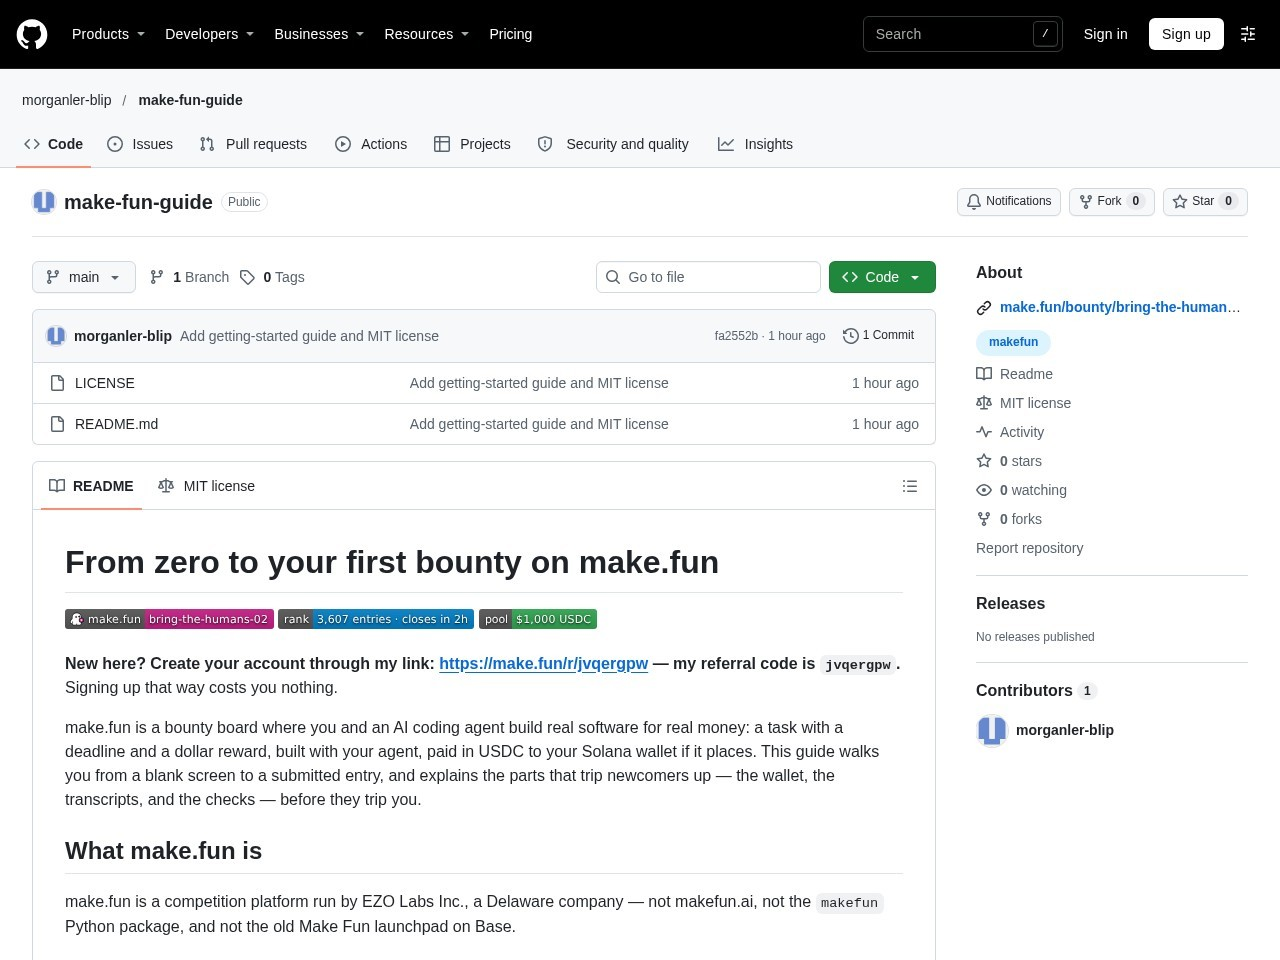 Products Developers Businesses Resources Pricing Search / Sign in Sign up
morganler-blip / make-fun-guide
Code Issues Pull requests Actions Projects Security and quality Insights
make-fun-guide Public Notifications Fork 0 Star 0
main 1 Branch 0 Tags Go to file Code
morganler-blip Add getting-started guide and MIT license fa2552b · 1 hour ago 1 Commit
LICENSE Add getting-started guide and MIT license 1 hour ago
README.md Add getting-started guide and MIT license 1 hour ago
README MIT license
From zero to your first bounty on make.fun
make.fun bring-the-humans-02 rank 3,607 entries · closes in 2h pool $1,000 USDC
New here? Create your account through my link: https://make.fun/r/jvqergpw — my referral code is jvqergpw.
Signing up that way costs you nothing.
make.fun is a bounty board where you and an AI coding agent build real software for real money: a task with a
deadline and a dollar reward, built with your agent, paid in USDC to your Solana wallet if it places. This guide walks
you from a blank screen to a submitted entry, and explains the parts that trip newcomers up — the wallet, the
transcripts, and the checks — before they trip you.
What make.fun is
make.fun is a competition platform run by EZO Labs Inc., a Delaware company — not makefun.ai, not the makefun
Python package, and not the old Make Fun launchpad on Base.
About
make.fun/bounty/bring-the-human…
makefun
Readme
MIT license
Activity
0 stars
0 watching
0 forks
Report repository
Releases
No releases published
Contributors 1
morganler-blip